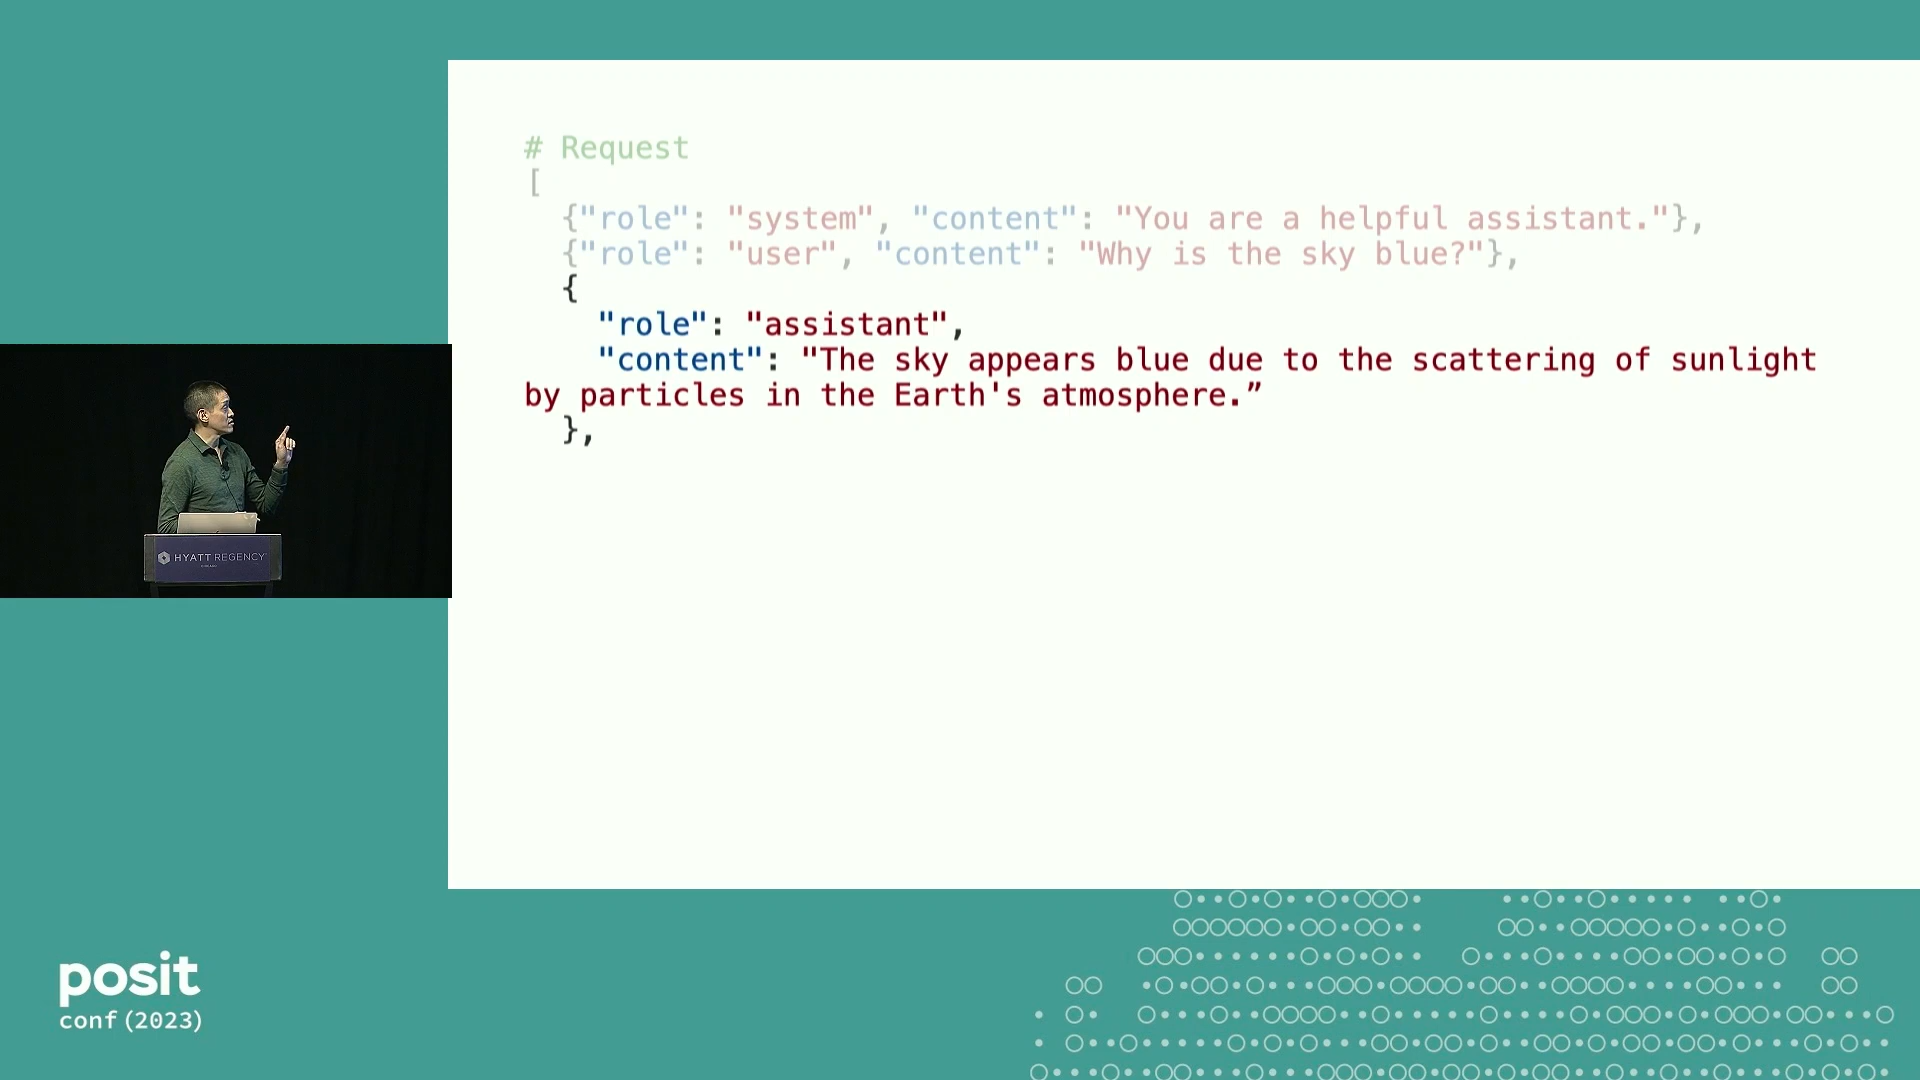 # Request
[
{"role": "system", "content": "You are a helpful assistant."},
{"role": "user", "content": "Why is the sky blue?"},
{
"role": "assistant",
"content": "The sky appears blue due to the scattering of sunlight
by particles in the Earth's atmosphere.”
},
HYATT REGENCY
posit
conf(2023)